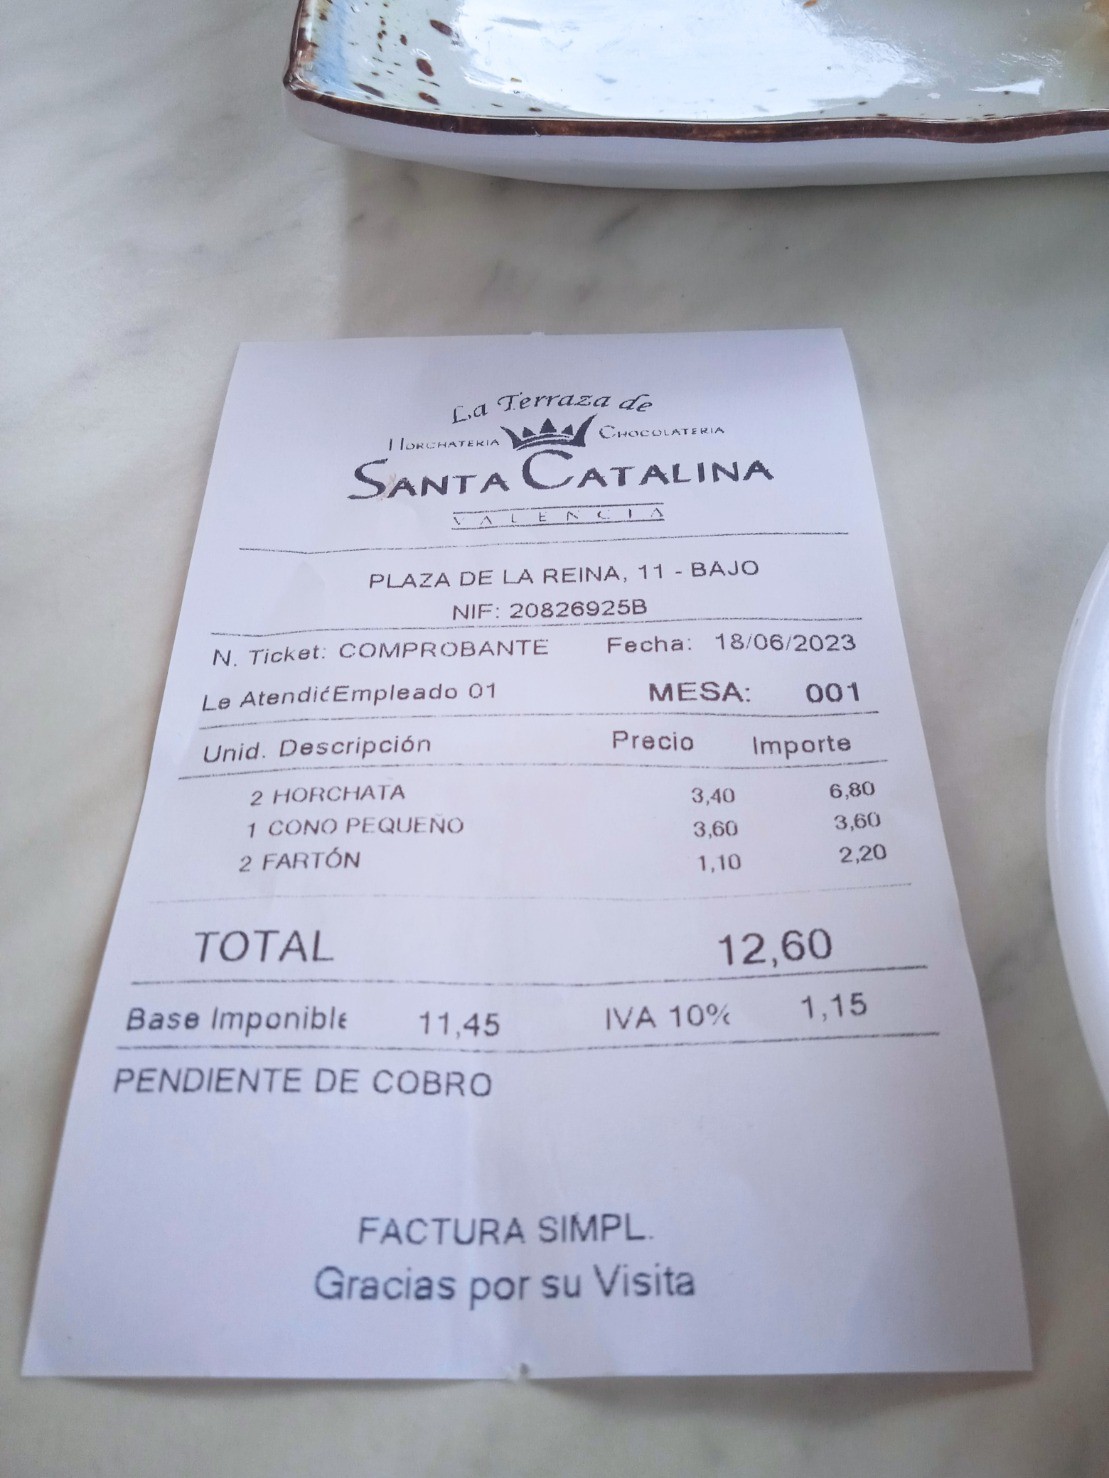 La Terraza de
HORCHATERIA CHOCOLATERIA
SANTA CATALINA
VALENCIA
PLAZA DE LA REINA, 11 - BAJO
NIF: 20826925B
N. Ticket: COMPROBANTE Fecha: 18/06/2023
Le AtendióEmpleado 01 MESA: 001
Unid. Descripción Precio Importe
2 HORCHATA 3,40 6,80
1 CONO PEQUEÑO 3,60 3,60
2 FARTÓN 1,10 2,20
TOTAL 12,60
Base Imponible 11,45 IVA 10% 1,15
PENDIENTE DE COBRO
FACTURA SIMPL.
Gracias por su Visita